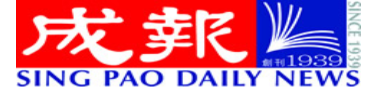 成報
創刊1939
SINCE 1939
SING PAO DAILY NEWS